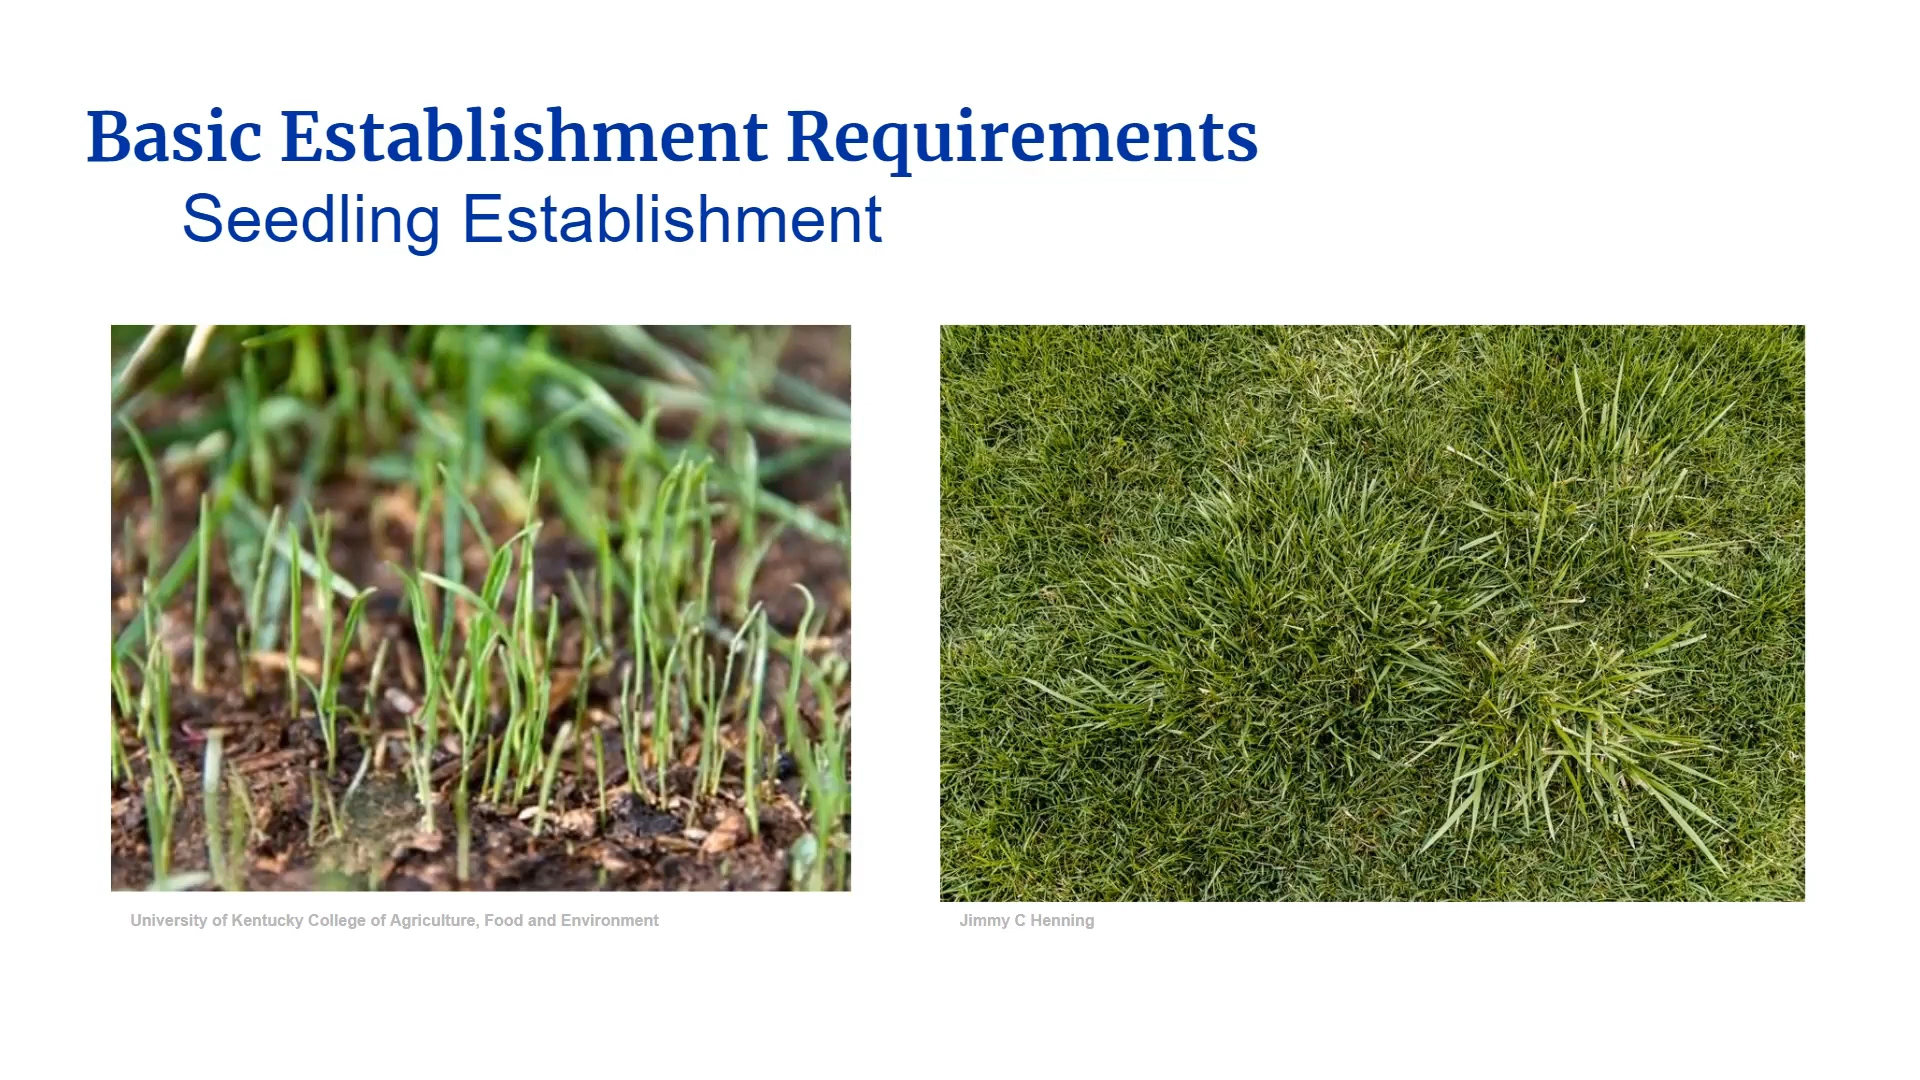 Basic Establishment Requirements
Seedling Establishment
University of Kentucky College of Agriculture, Food and Environment
Jimmy C Henning